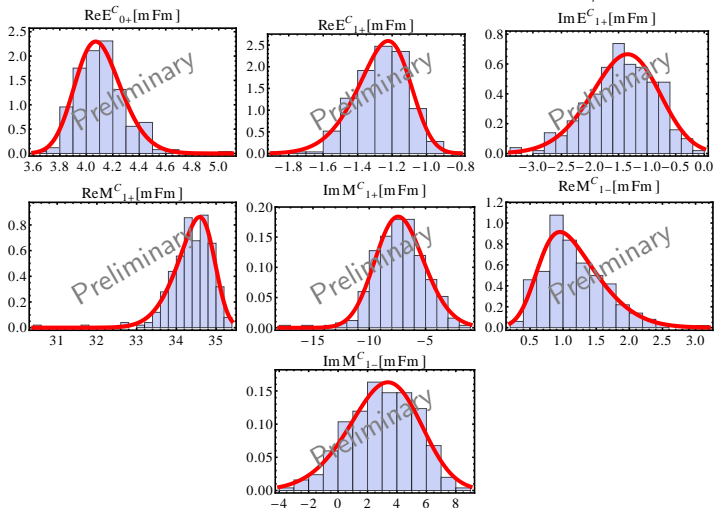 ReE^C_0+[mFm]
2.5
2.0
1.5
1.0
0.5
0.0
3.6 3.8 4.0 4.2 4.4 4.6 4.8 5.0
Preliminary
ReE^C_1+[mFm]
2.5
2.0
1.5
1.0
0.5
0.0
−1.8 −1.6 −1.4 −1.2 −1.0 −0.8
Preliminary
ImE^C_1+[mFm]
0.8
0.6
0.4
0.2
0.0
−3.0 −2.5 −2.0 −1.5 −1.0 −0.5 0.0
Preliminary
ReM^C_1+[mFm]
0.8
0.6
0.4
0.2
0.0
31 32 33 34 35
Preliminary
ImM^C_1+[mFm]
0.20
0.15
0.10
0.05
0.00
−15 −10 −5
Preliminary
ReM^C_1−[mFm]
1.2
1.0
0.8
0.6
0.4
0.2
0.0
0.5 1.0 1.5 2.0 2.5 3.0
Preliminary
ImM^C_1−[mFm]
0.15
0.10
0.05
0.00
−4 −2 0 2 4 6 8
Preliminary